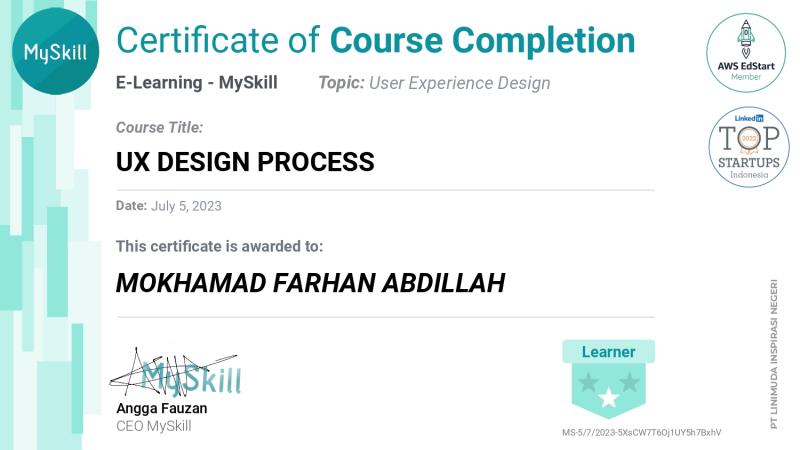 MySkill
Certificate of Course Completion
E-Learning - MySkill Topic: User Experience Design
AWS EdStart
Member
Course Title:
UX DESIGN PROCESS
LinkedIn
TOP
2022
STARTUPS
Indonesia
Date: July 5, 2023
This certificate is awarded to:
MOKHAMAD FARHAN ABDILLAH
PT LINIMUDA INSPIRASI NEGERI
MySkill
Angga Fauzan
CEO MySkill
Learner
MS-5/7/2023-5XsCW7T6Oj1UY5h7BxhV